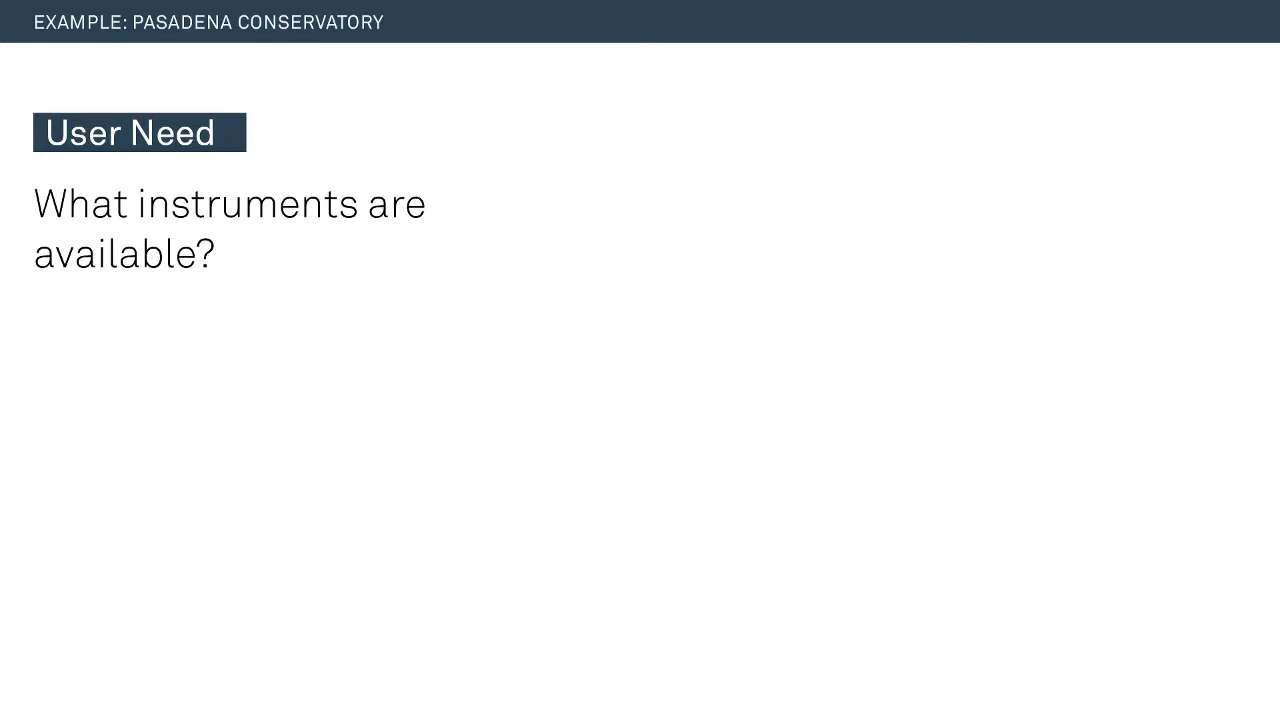 EXAMPLE: PASADENA CONSERVATORY
User Need
What instruments are
available?